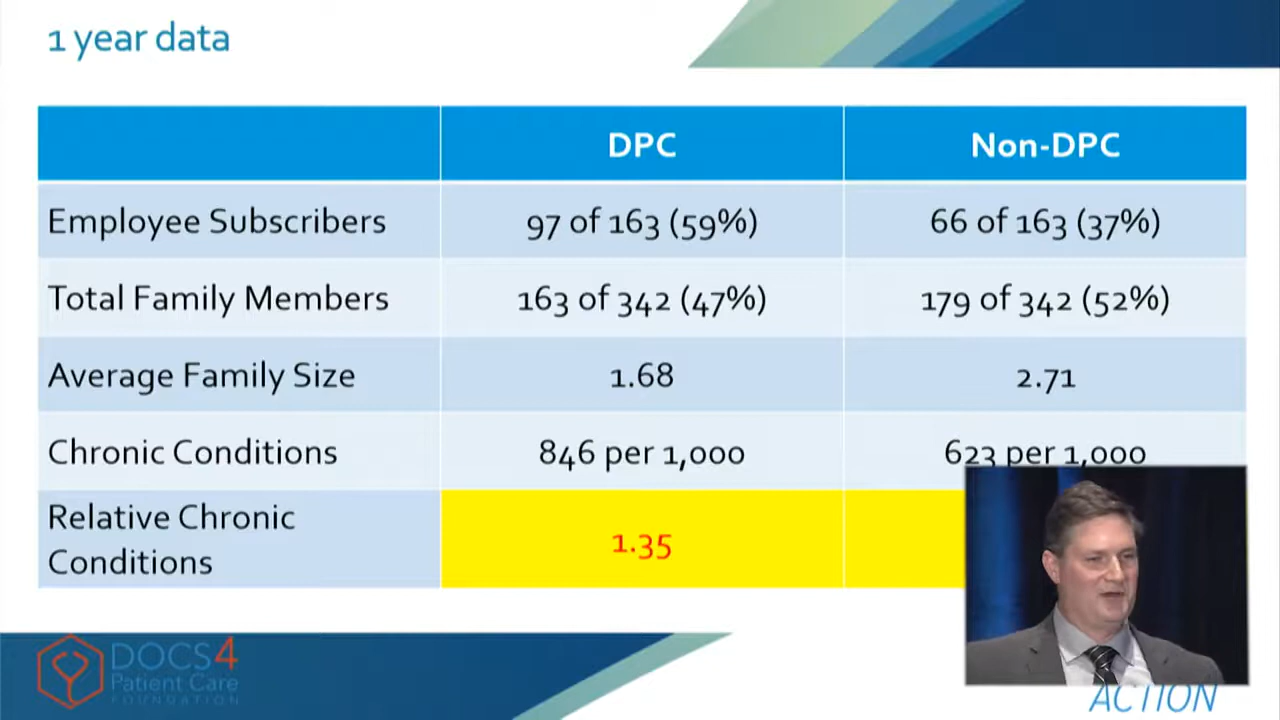 1 year data
DPC Non-DPC
Employee Subscribers 97 of 163 (59%) 66 of 163 (37%)
Total Family Members 163 of 342 (47%) 179 of 342 (52%)
Average Family Size 1.68 2.71
Chronic Conditions 846 per 1,000 623 per 1,000
Relative Chronic
Conditions
1.35
DOCS4
Patient Care
FOUNDATION
ACTION